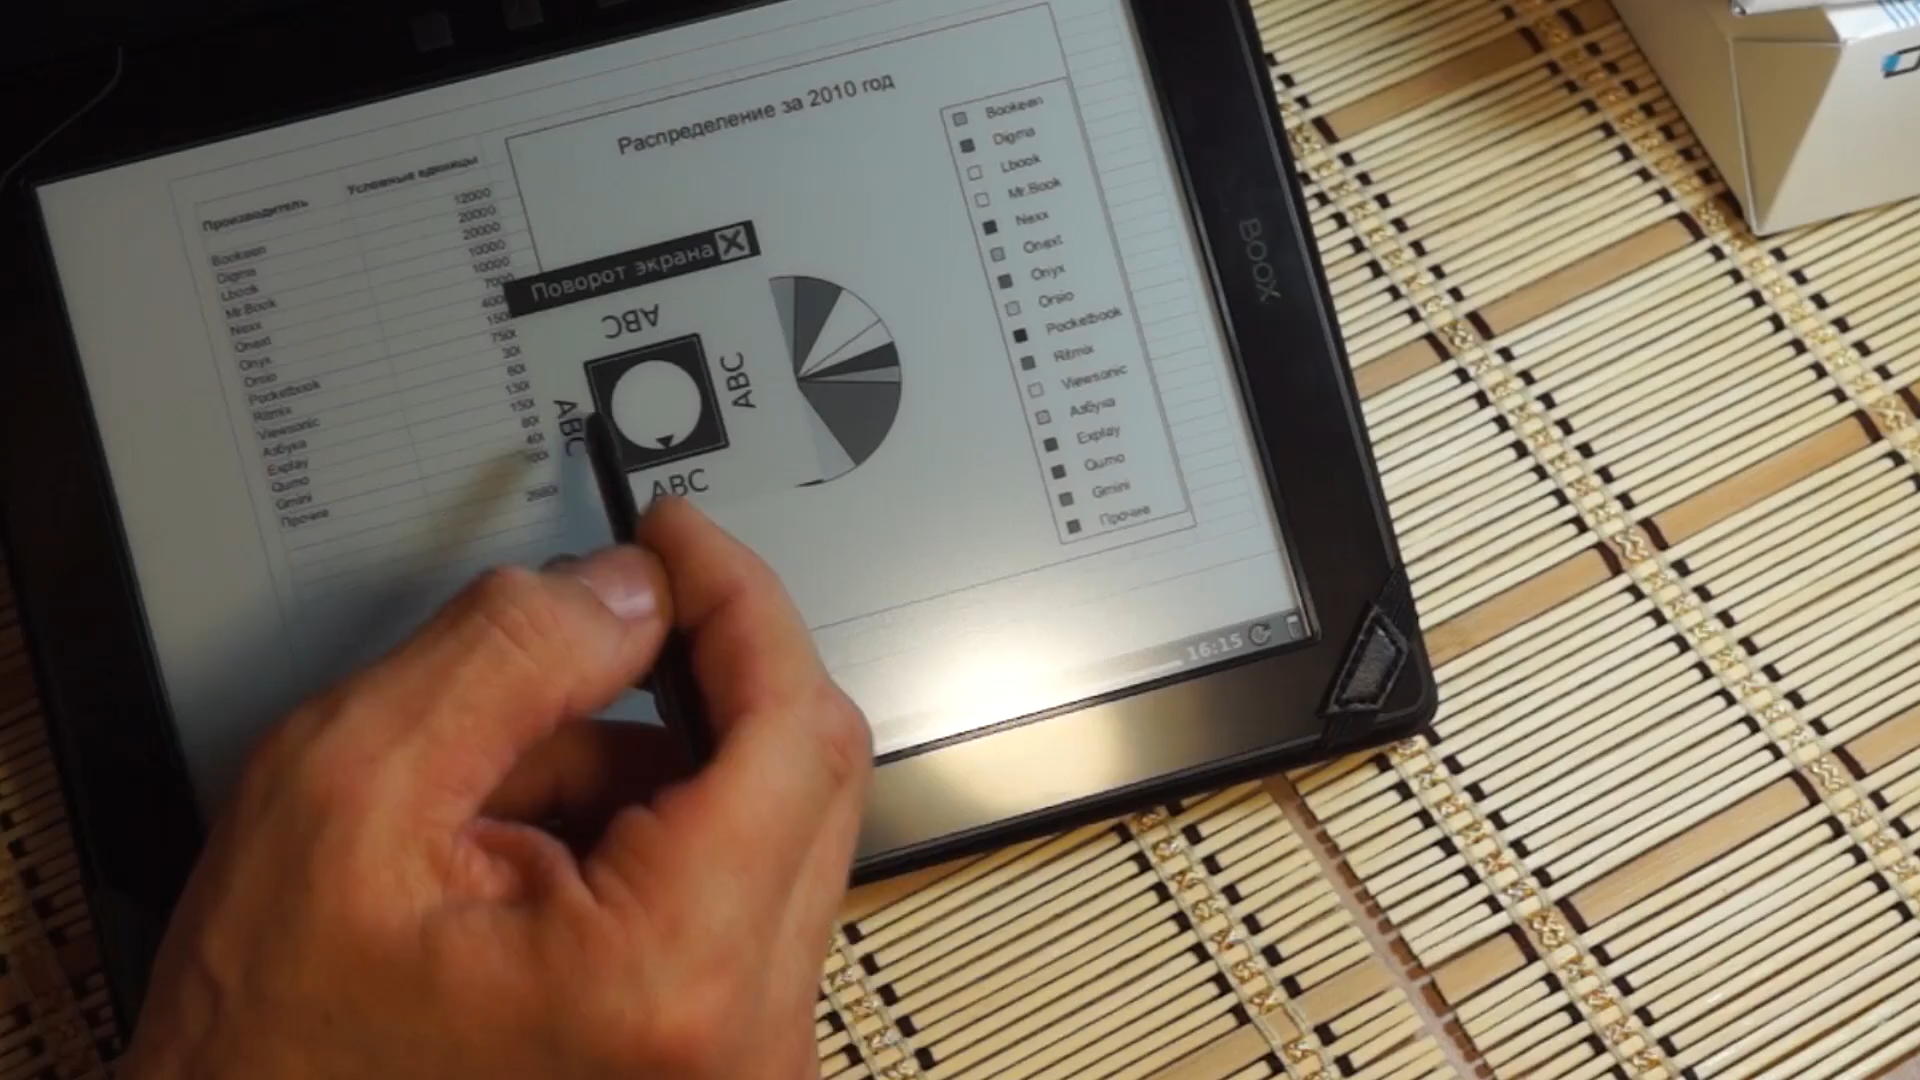 Распределение за 2010 год
Производитель Условные единицы
Bookeen 12000
Digma 20000
Lbook 20000
Mr.Book 10000
Nexx 10000
Onext
Onyx
Orsio
Pocketbook
Ritmix
Viewsonic
Азбука
Explay
Qumo
Gmini
Прочие
Поворот экрана
ABC
ABC
ABC
ABC
Bookeen
Digma
Lbook
Mr.Book
Nexx
Onext
Onyx
Orsio
Pocketbook
Ritmix
Viewsonic
Азбука
Explay
Qumo
Gmini
Прочие
16:15
BOOX